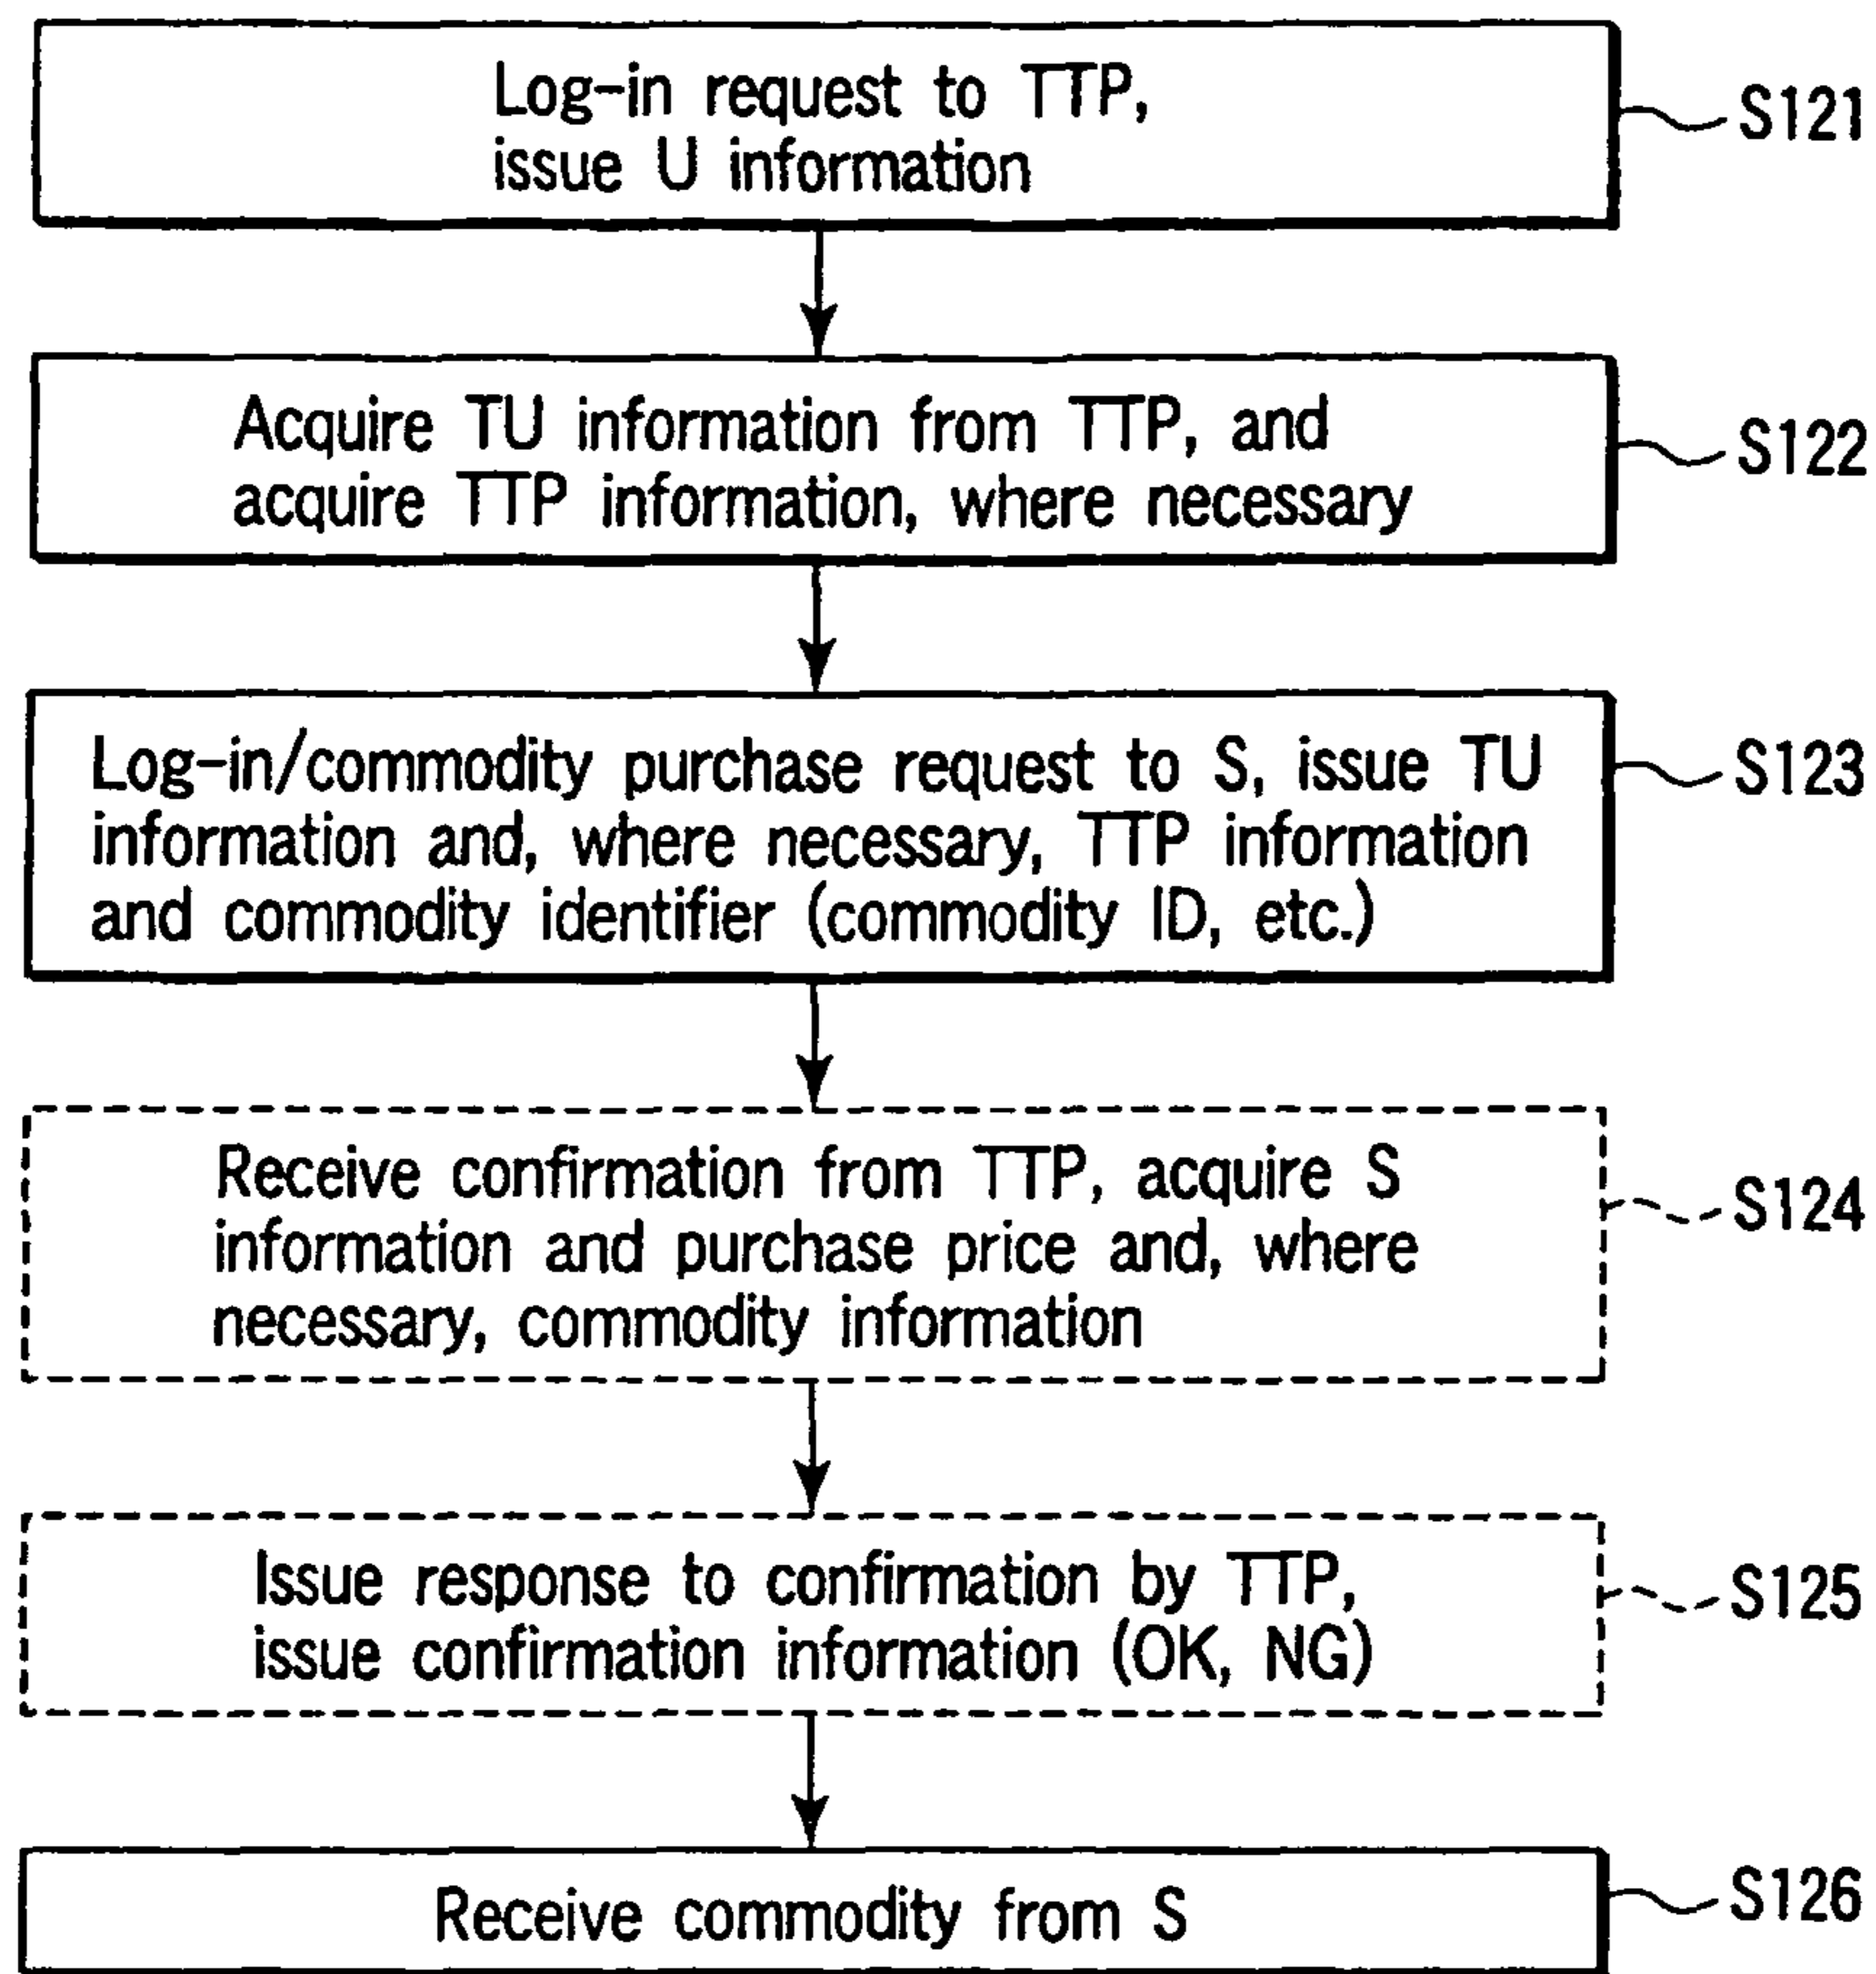 Log-in request to TTP,
issue U information
S121
Acquire TU information from TTP, and
acquire TTP information, where necessary
S122
Log-in/commodity purchase request to S, issue TU
information and, where necessary, TTP information
and commodity identifier (commodity ID, etc.)
S123
Receive confirmation from TTP, acquire S
information and purchase price and, where
necessary, commodity information
S124
Issue response to confirmation by TTP,
issue confirmation information (OK, NG)
S125
Receive commodity from S
S126